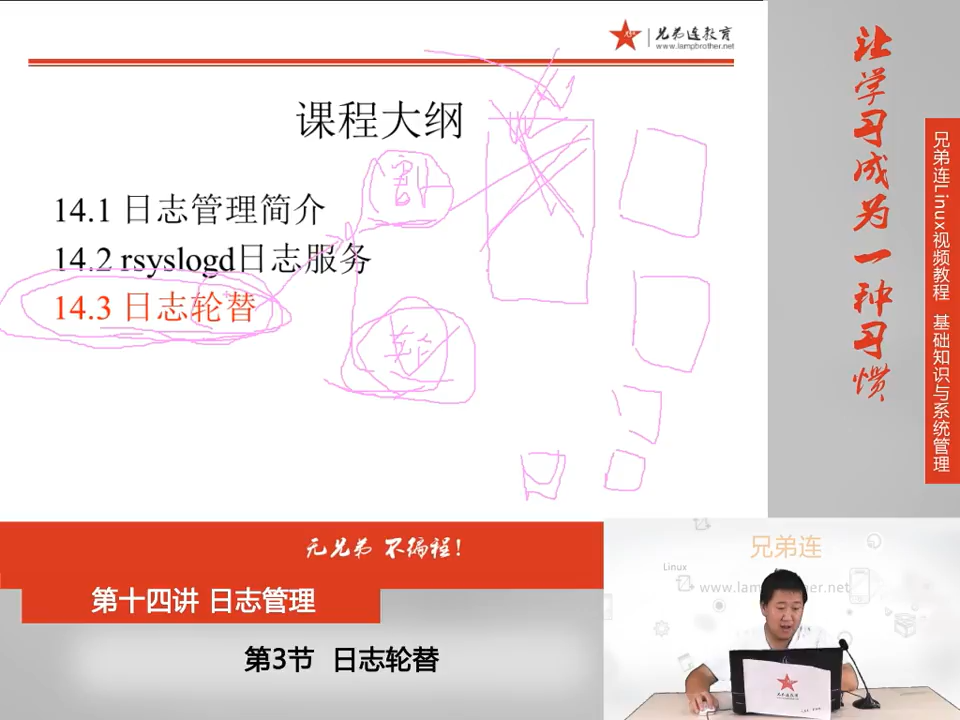 兄弟连教育
www.lampbrother.net
课程大纲
割
14.1 日志管理简介
14.2 rsyslogd日志服务
14.3 日志轮替
轮
让学习成为一种习惯
兄弟连Linux视频教程 基础知识与系统管理
无兄弟 不编程!
第十四讲 日志管理
第3节 日志轮替
兄弟连
Linux